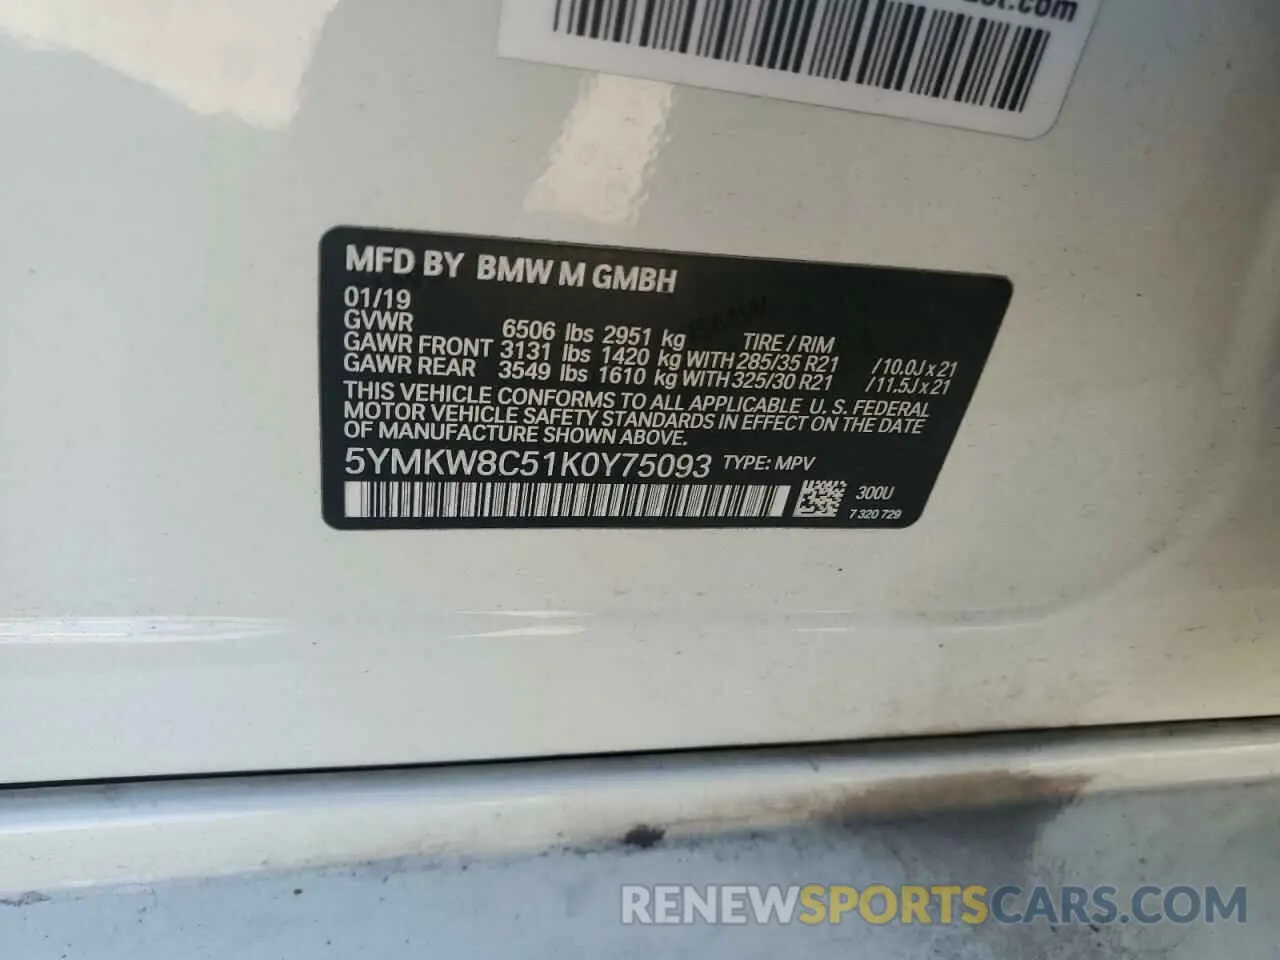 .com
MFD BY BMW M GMBH
01/19
GVWR 6506 lbs 2951 kg TIRE / RIM
GAWR FRONT 3131 lbs 1420 kg WITH 285/35 R21 /10.0J x 21
GAWR REAR 3549 lbs 1610 kg WITH 325/30 R21 /11.5J x 21
THIS VEHICLE CONFORMS TO ALL APPLICABLE U. S. FEDERAL
MOTOR VEHICLE SAFETY STANDARDS IN EFFECT ON THE DATE
OF MANUFACTURE SHOWN ABOVE.
5YMKW8C51K0Y75093 TYPE: MPV
300U
7 320 729
RENEWSPORTSCARS.COM